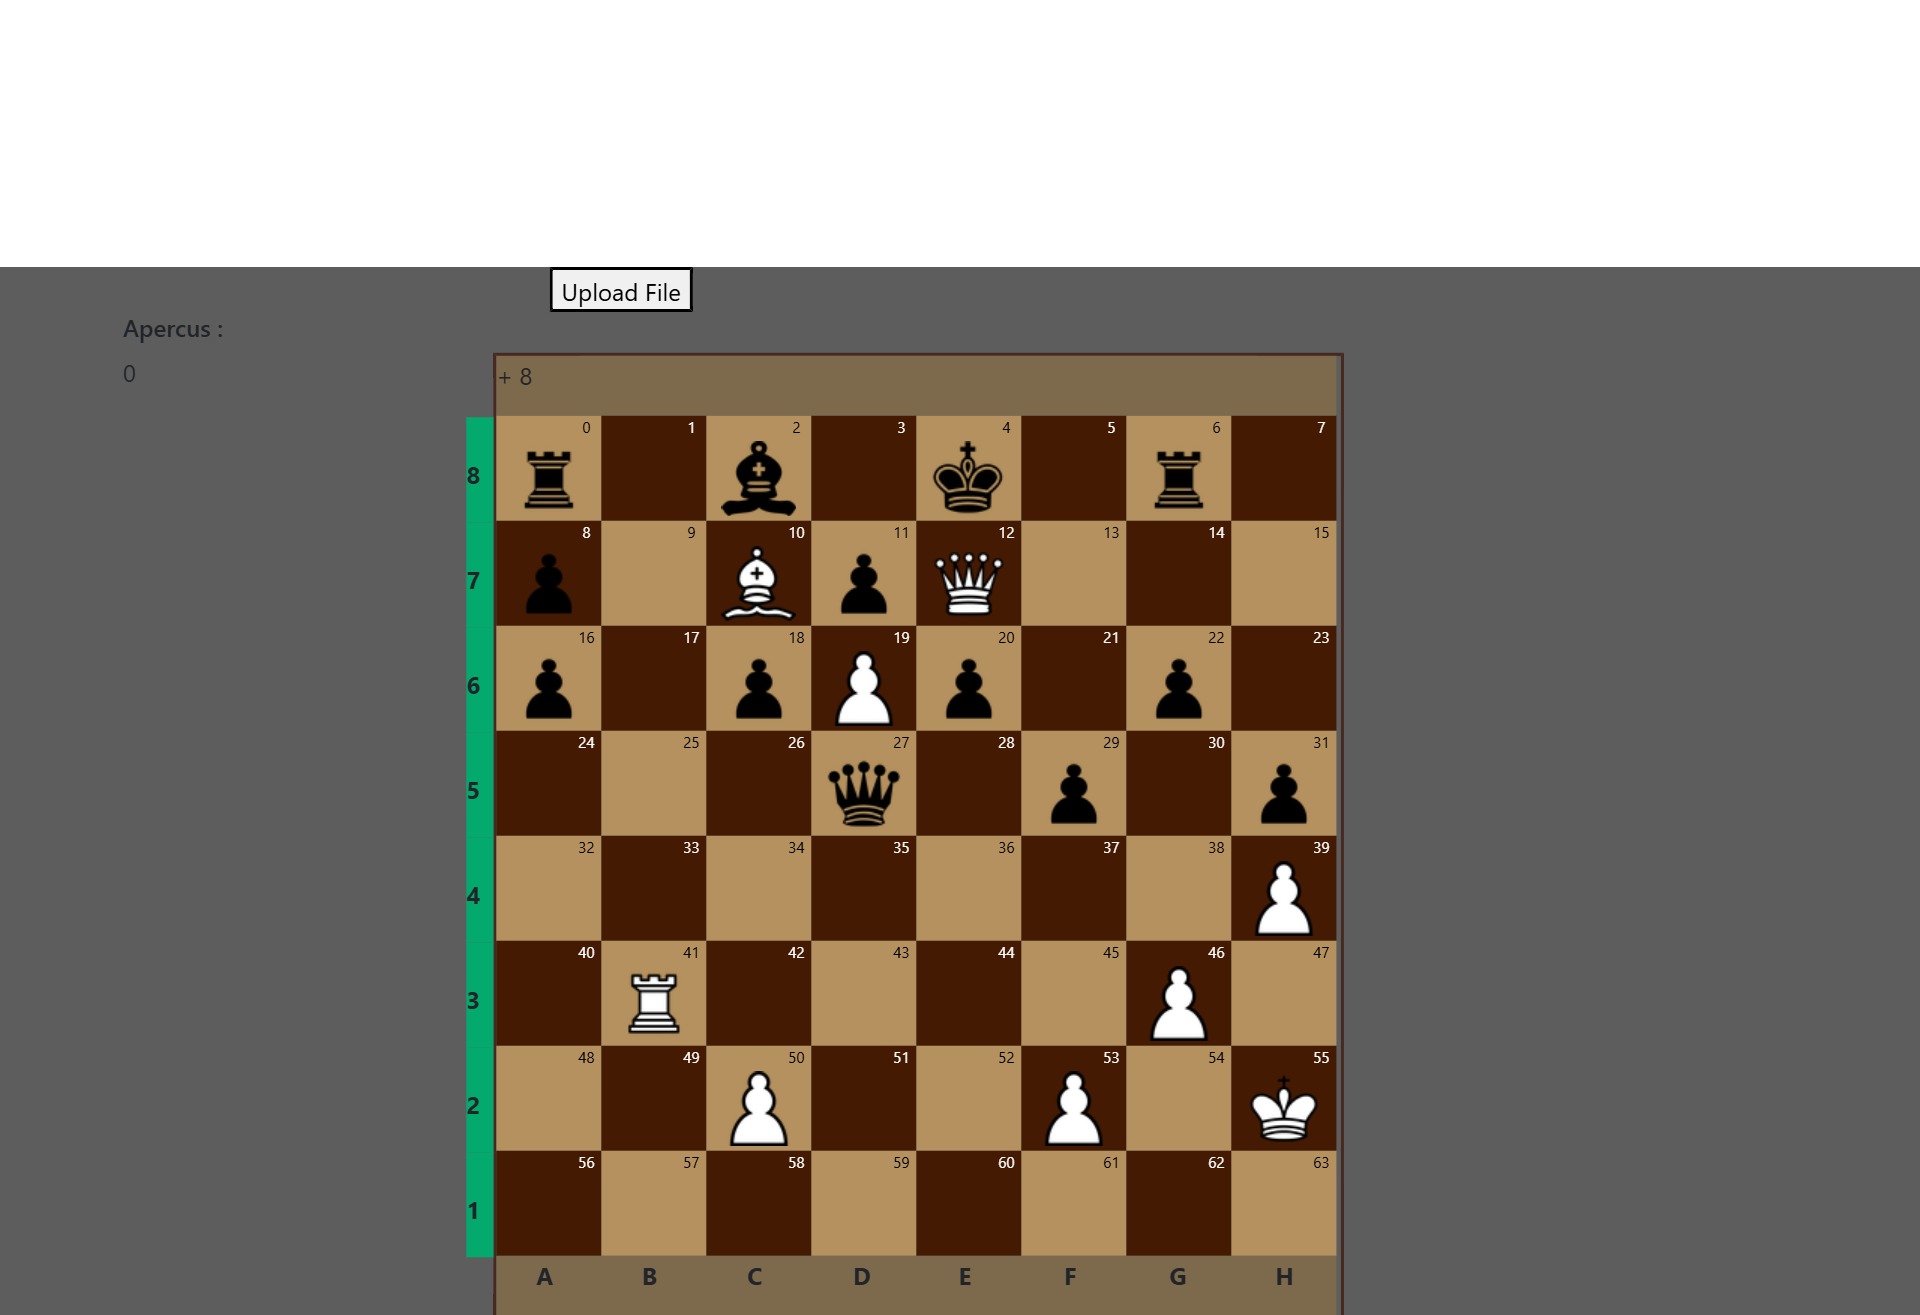 Upload File
Apercus :
0
+ 8
0 1 2 3 4 5 6 7
8
8 9 10 11 12 13 14 15
7
16 17 18 19 20 21 22 23
6
24 25 26 27 28 29 30 31
5
32 33 34 35 36 37 38 39
4
40 41 42 43 44 45 46 47
3
48 49 50 51 52 53 54 55
2
56 57 58 59 60 61 62 63
1
A B C D E F G H